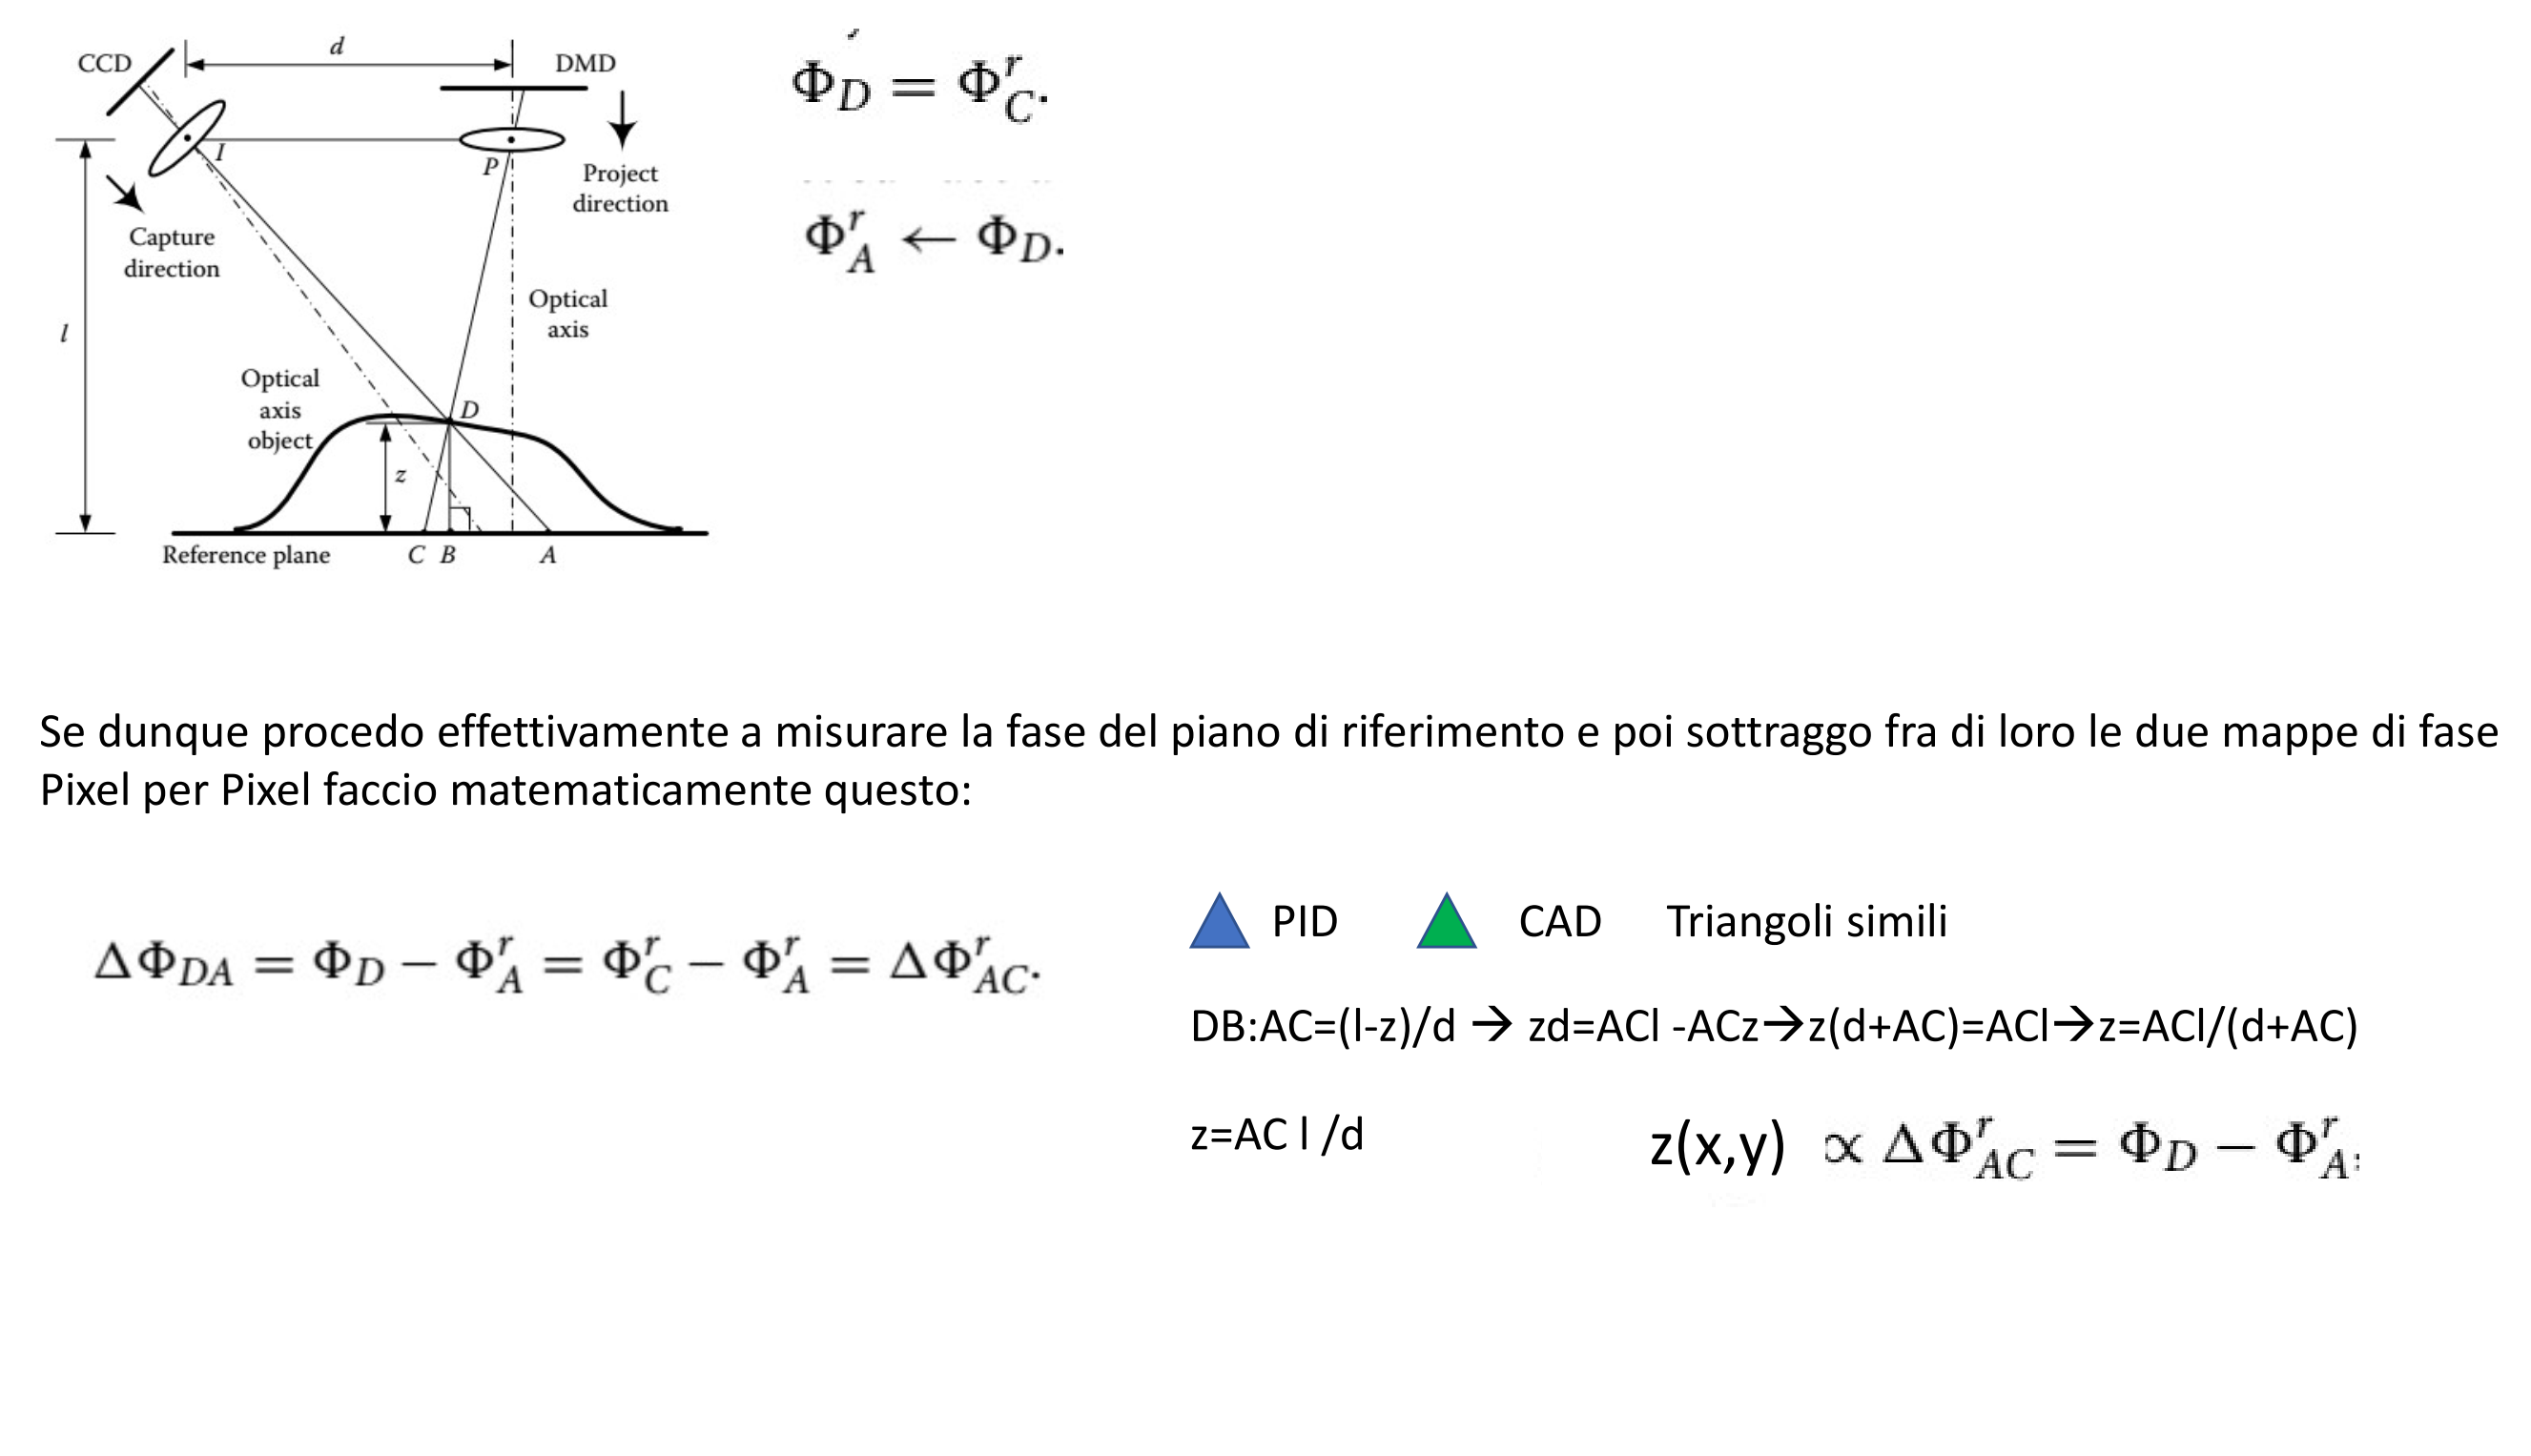 CCD
d
DMD
Φ_D = Φ^r_C.
I
P
Project
direction
Φ^r_A ← Φ_D.
Capture
direction
Optical
axis
l
Optical
axis
object
D
z
Reference plane
C B A
Se dunque procedo effettivamente a misurare la fase del piano di riferimento e poi sottraggo fra di loro le due mappe di fase
Pixel per Pixel faccio matematicamente questo:
PID CAD Triangoli simili
ΔΦ_DA = Φ_D − Φ^r_A = Φ^r_C − Φ^r_A = ΔΦ^r_AC.
DB:AC=(l-z)/d → zd=ACl -ACz→z(d+AC)=ACl→z=ACl/(d+AC)
z=AC l /d
z(x,y) ∝ ΔΦ^r_AC = Φ_D − Φ^r_A: